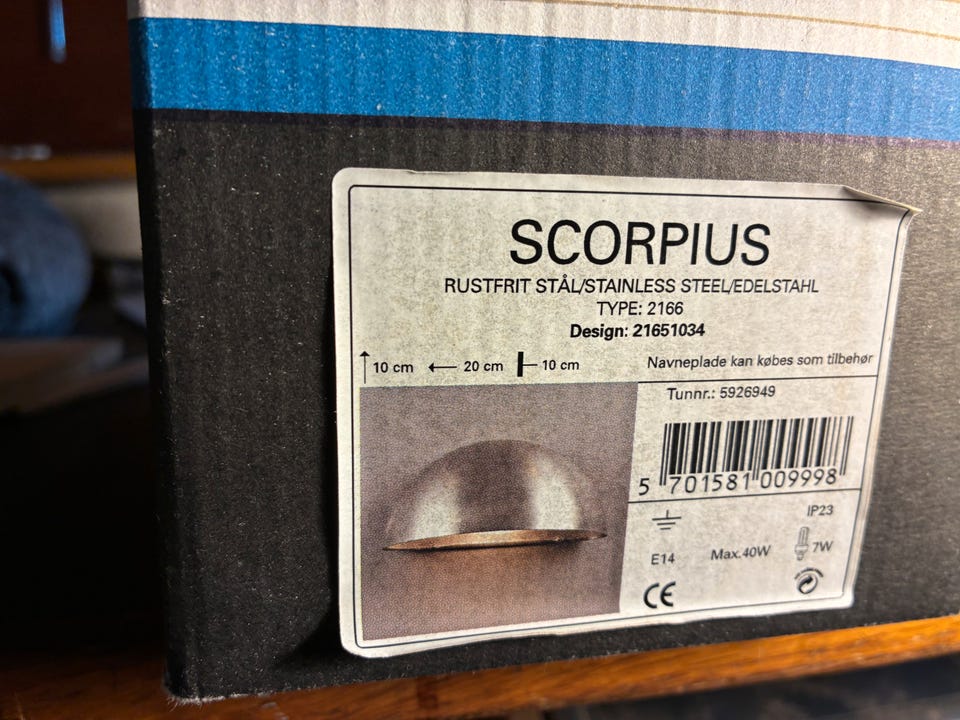 SCORPIUS
RUSTFRIT STÅL/STAINLESS STEEL/EDELSTAHL
TYPE: 2166
Design: 21651034
10 cm 20 cm 10 cm
Navneplade kan købes som tilbehør
Tunnr.: 5926949
5 701581 009998
IP23
E14 Max.40W 7W
CE